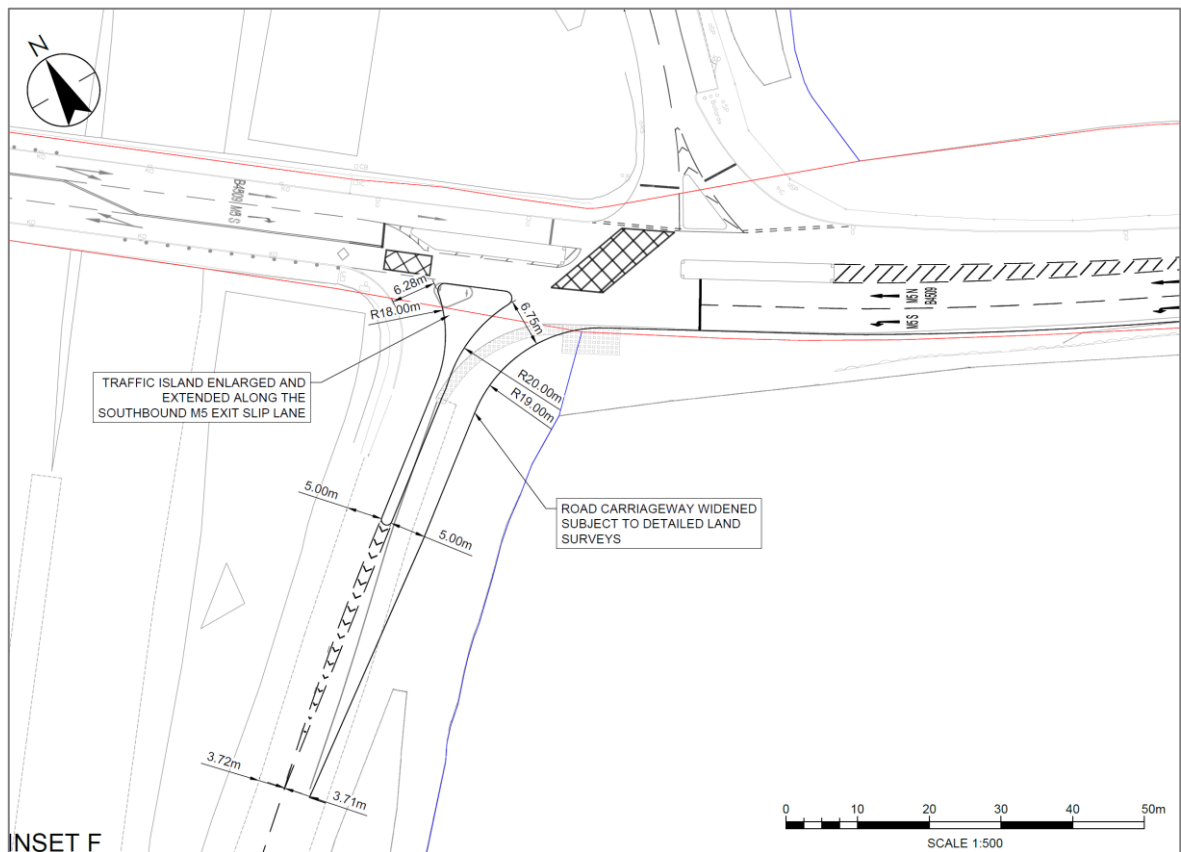 N
B4509 | M5 S
6.28m
R18.00m
6.75m
M5 S | M5 N
B4509
TRAFFIC ISLAND ENLARGED AND
EXTENDED ALONG THE
SOUTHBOUND M5 EXIT SLIP LANE
R20.00m
R19.00m
5.00m
5.00m
ROAD CARRIAGEWAY WIDENED
SUBJECT TO DETAILED LAND
SURVEYS
3.72m
3.71m
0 10 20 30 40 50m
SCALE 1:500
INSET F